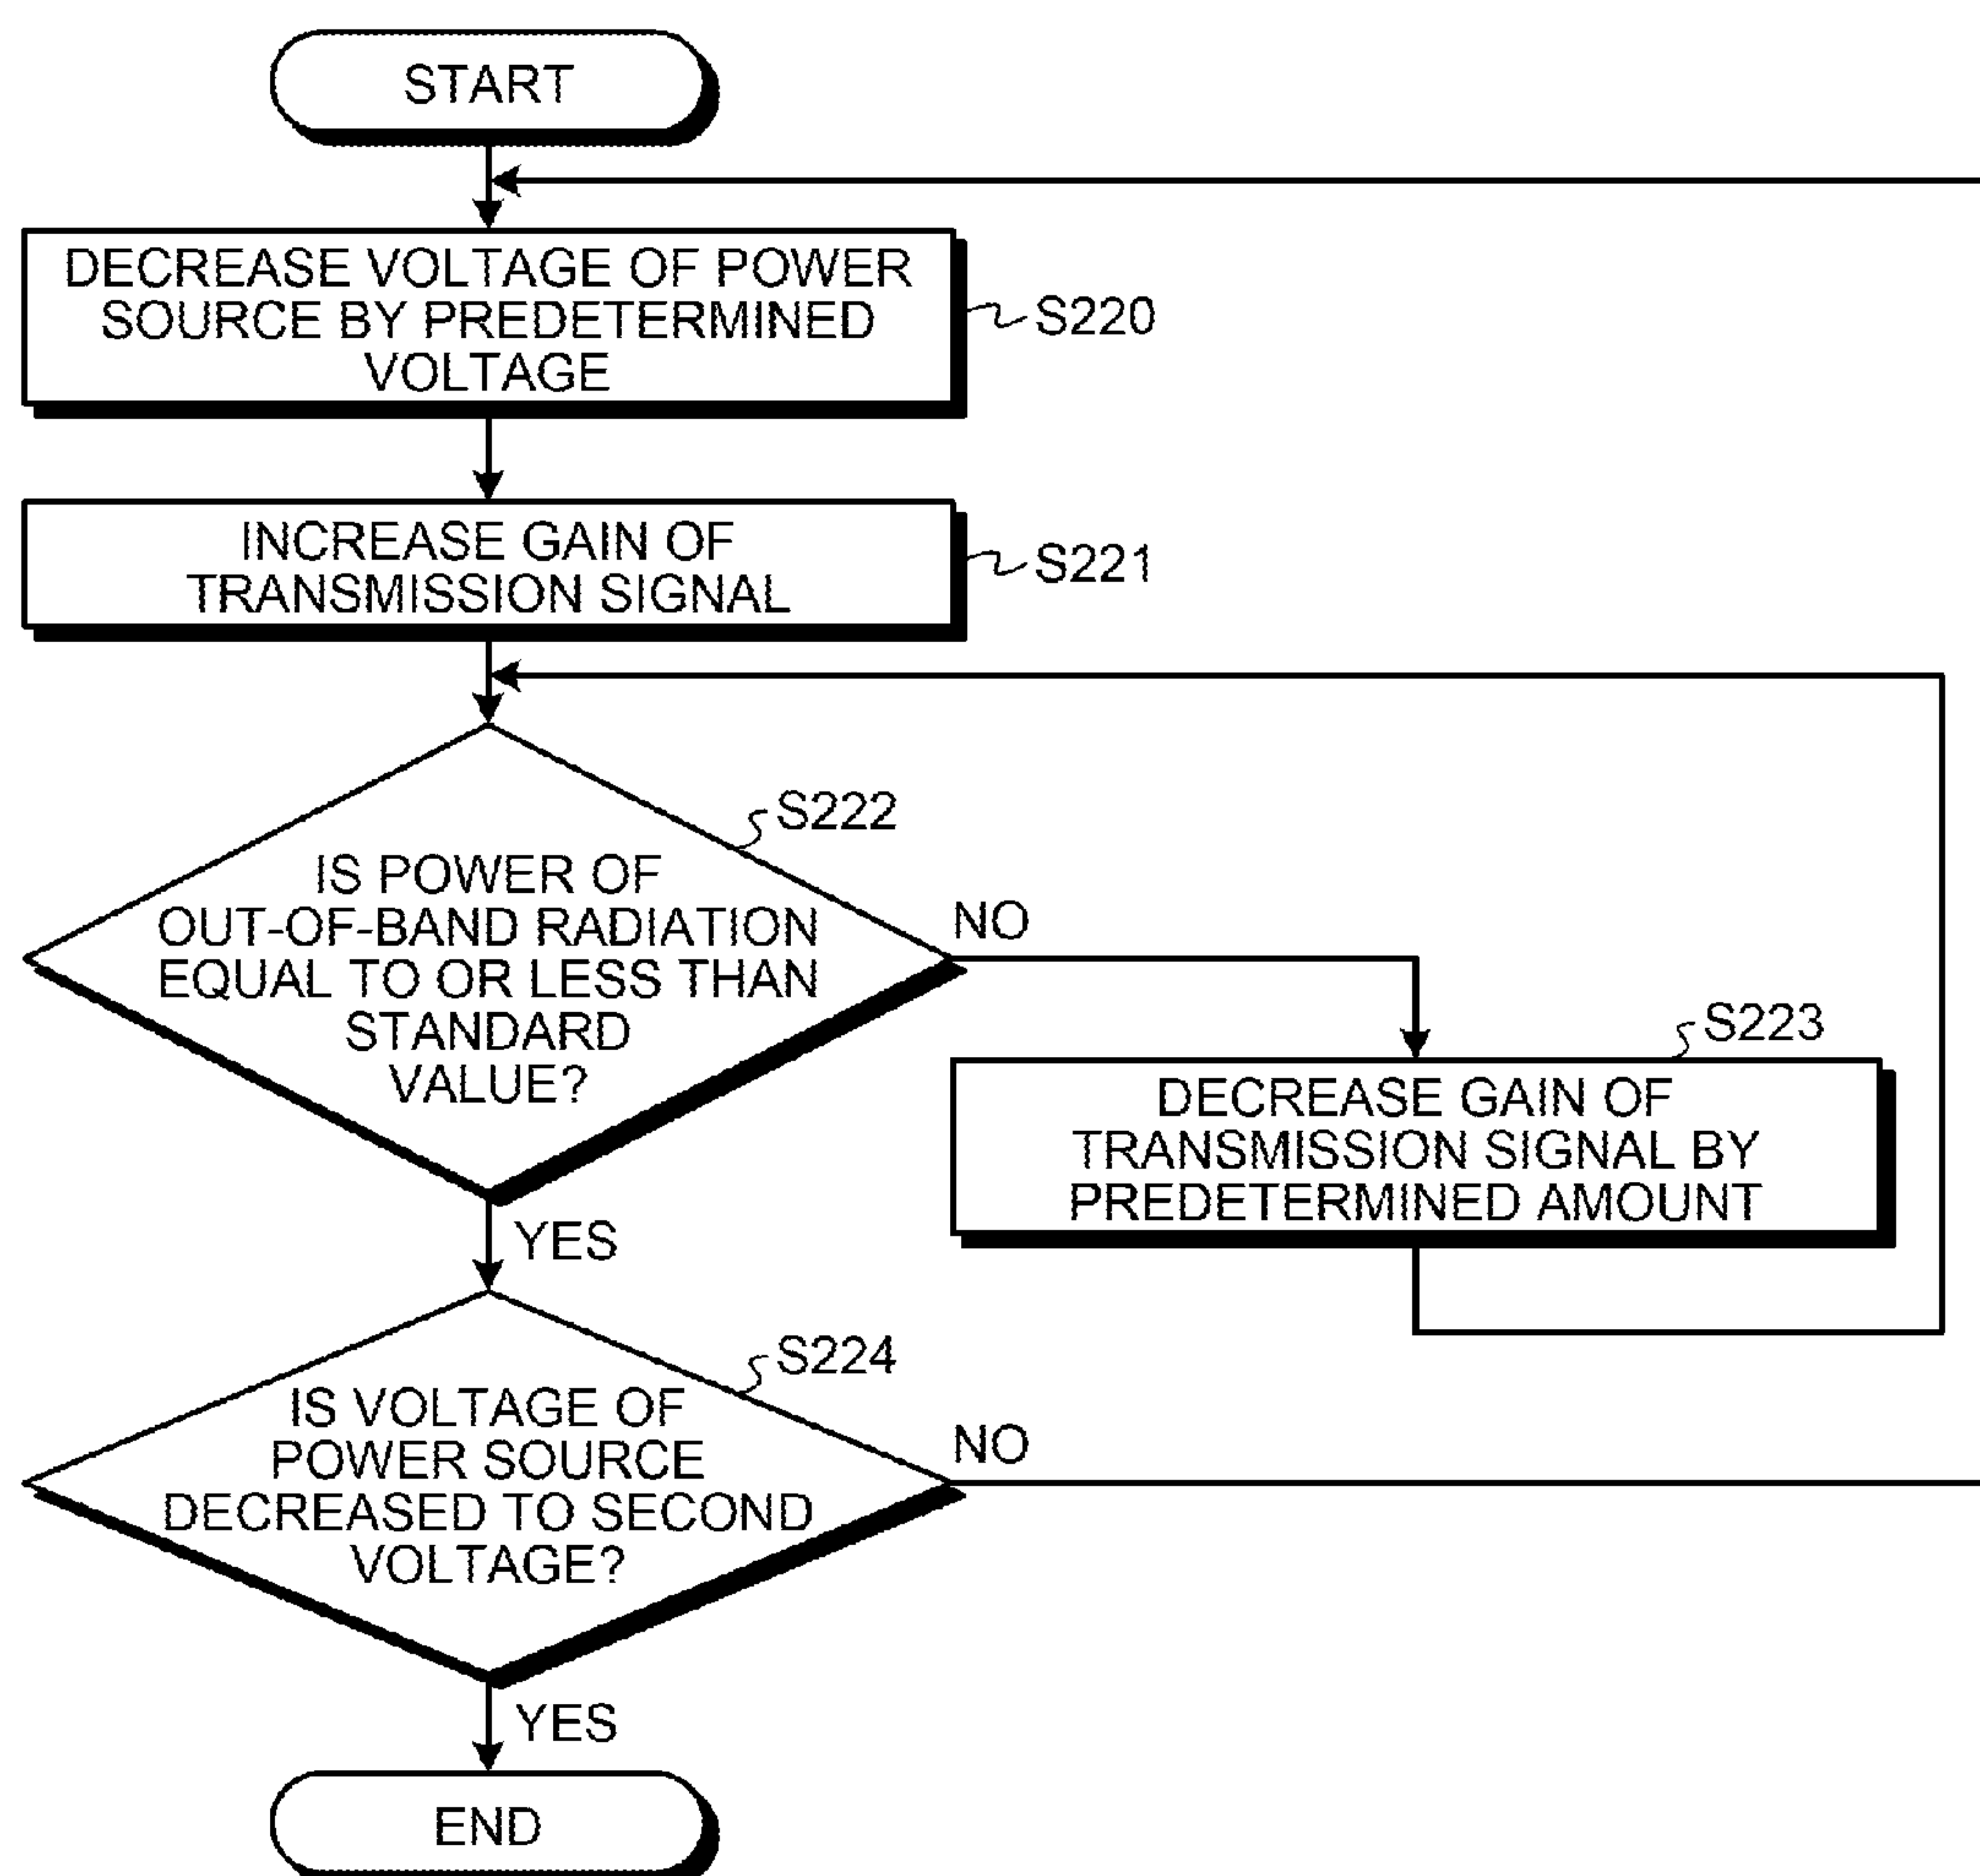 START
DECREASE VOLTAGE OF POWER
SOURCE BY PREDETERMINED
VOLTAGE
S220
INCREASE GAIN OF
TRANSMISSION SIGNAL
S221
S222
IS POWER OF
OUT-OF-BAND RADIATION
EQUAL TO OR LESS THAN
STANDARD
VALUE?
NO
S223
DECREASE GAIN OF
TRANSMISSION SIGNAL BY
PREDETERMINED AMOUNT
YES
S224
IS VOLTAGE OF
POWER SOURCE
DECREASED TO SECOND
VOLTAGE?
NO
YES
END